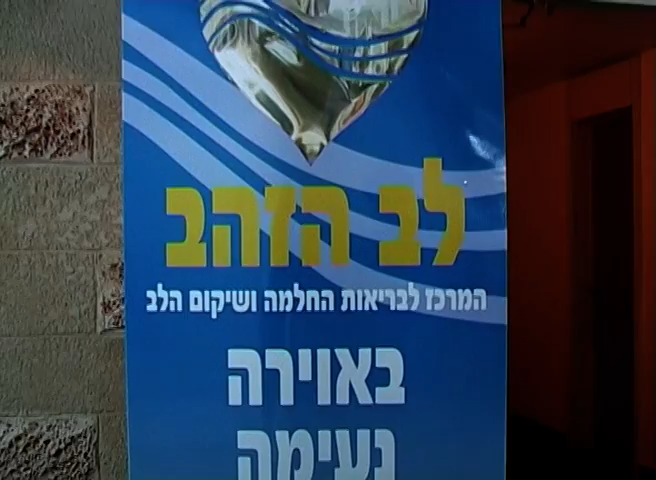 לב הזהב
המרכז לבריאות החלמה ושיקום הלב
באוירה
נעימה